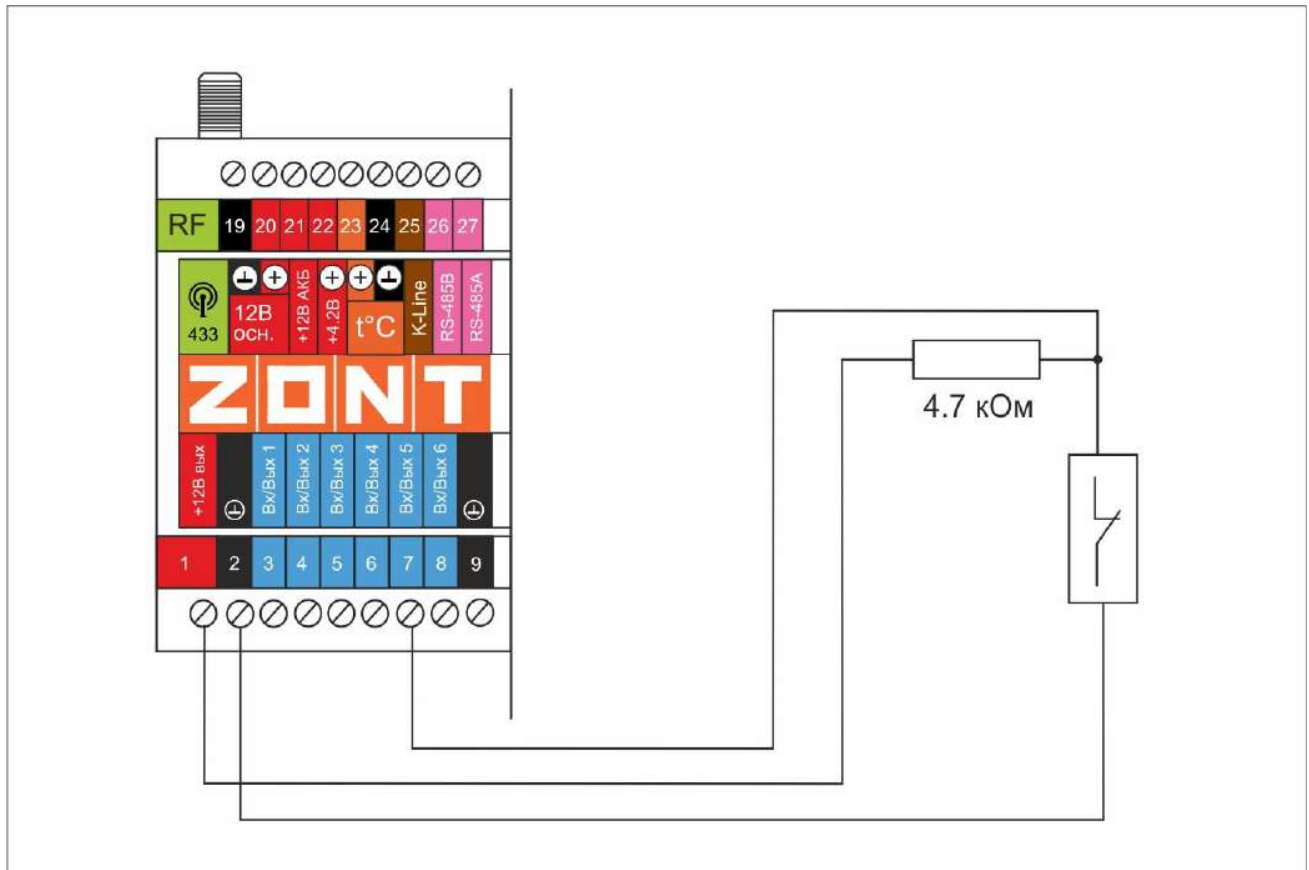 RF 19 20 21 22 23 24 25 26 27
433
12В
осн.
+12В АКБ
+4.2В
t°C
K-Line
RS-485B
RS-485A
ZONT
+12В вых
Вх/Вых 1
Вх/Вых 2
Вх/Вых 3
Вх/Вых 4
Вх/Вых 5
Вх/Вых 6
1 2 3 4 5 6 7 8 9
4.7 кОм